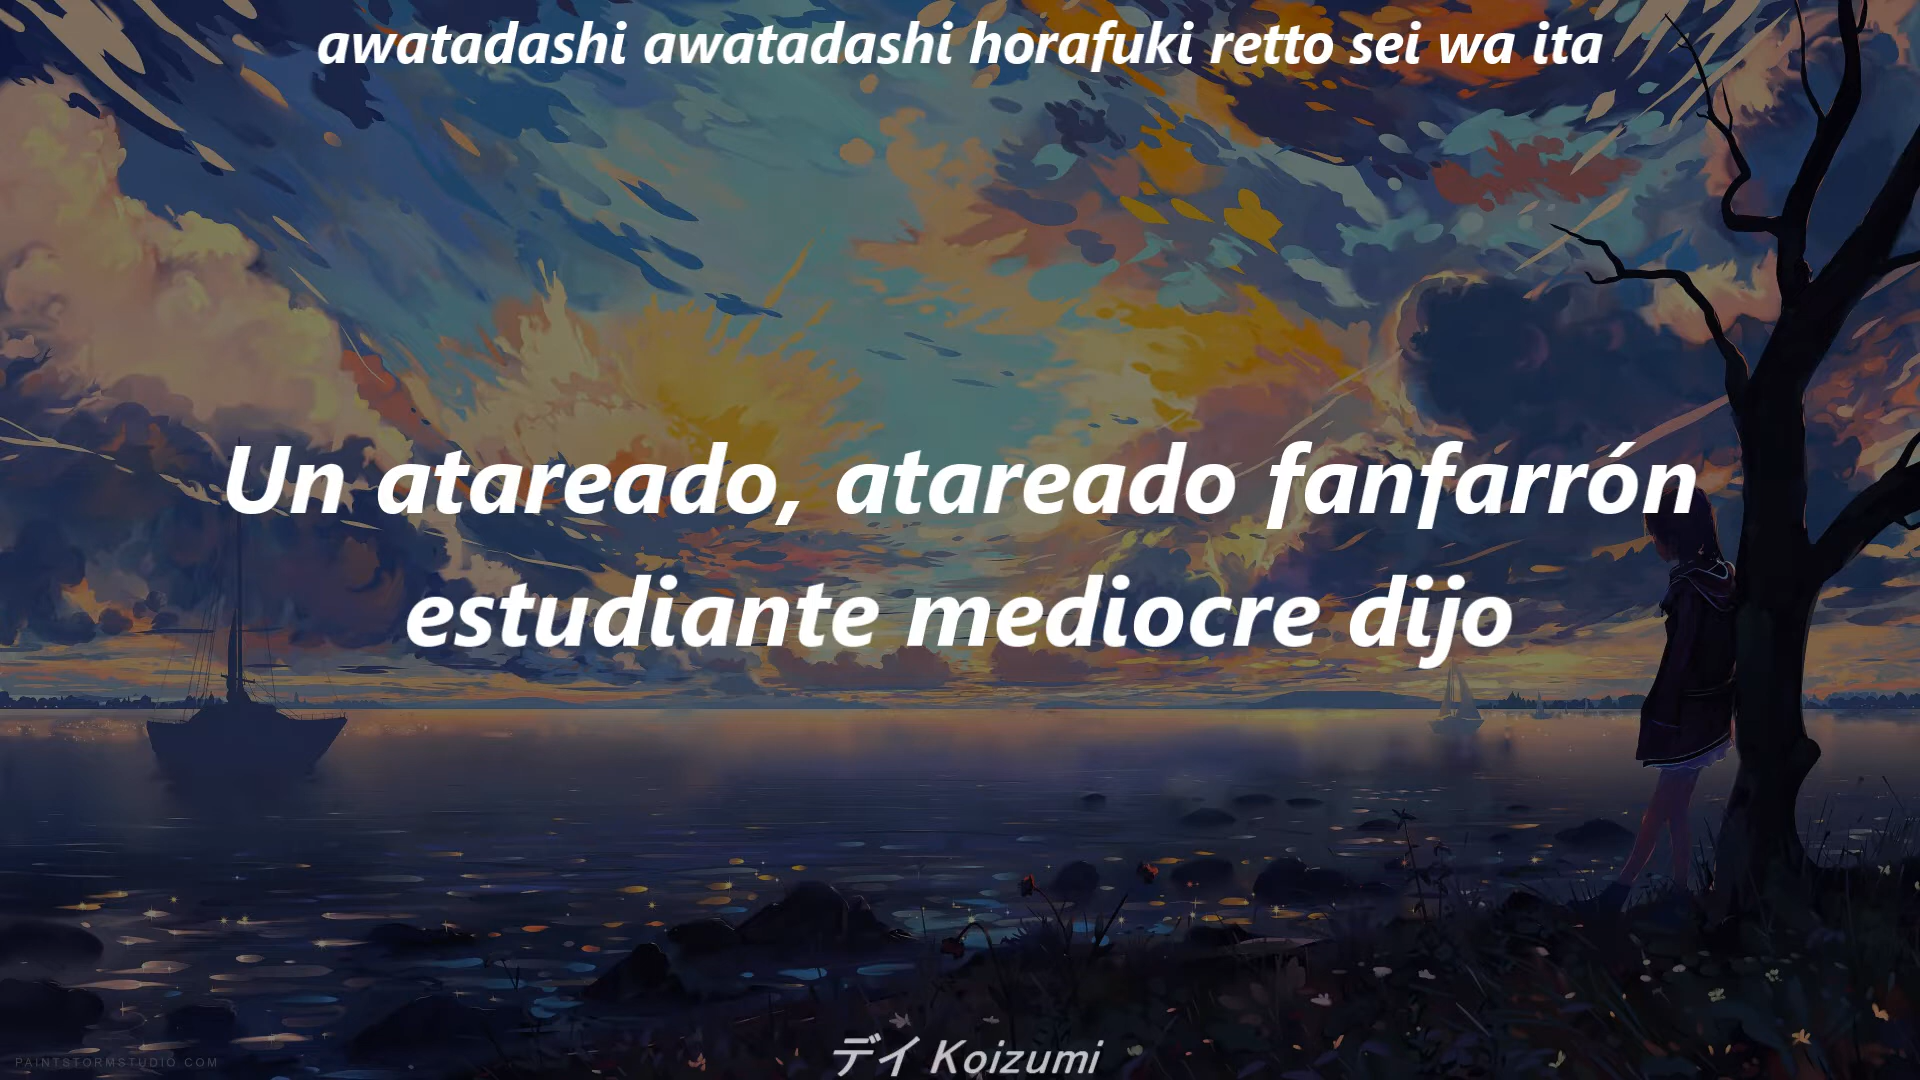 awatadashi awatadashi horafuki retto sei wa ita
Un atareado, atareado fanfarrón
estudiante mediocre dijo
デイ Koizumi
PAINTSTORMSTUDIO.COM